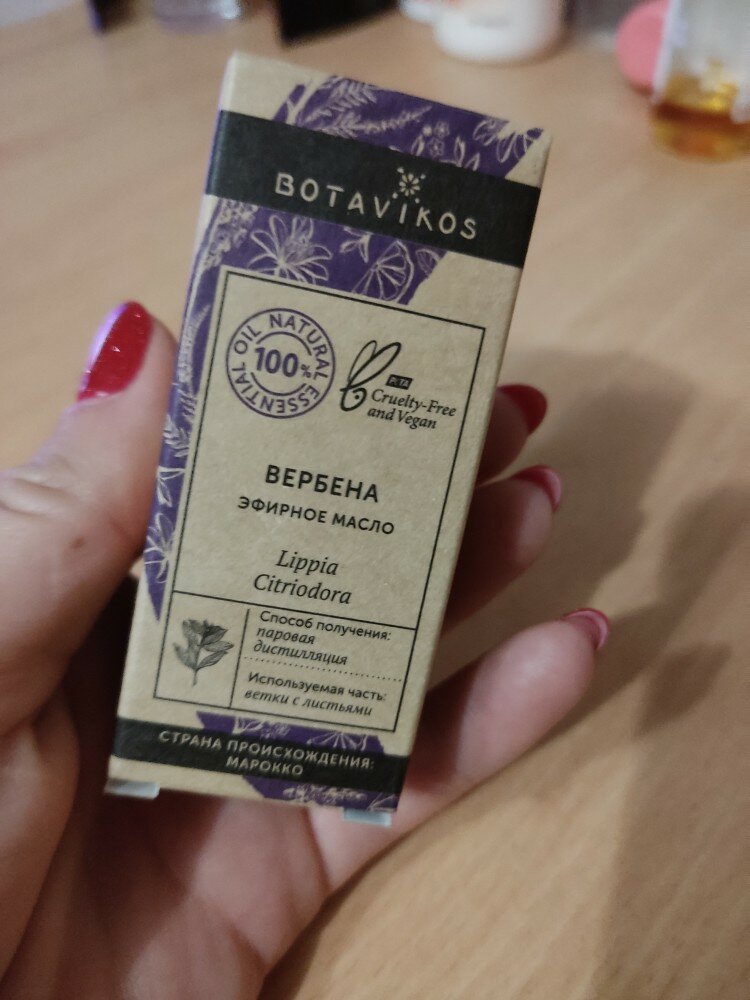 BOTAVIKOS
100% NATURAL ESSENTIAL OIL
PETA
Cruelty-Free
and Vegan
ВЕРБЕНА
ЭФИРНОЕ МАСЛО
Lippia
Citriodora
Способ получения:
паровая
дистилляция
Используемая часть:
ветки с листьями
СТРАНА ПРОИСХОЖДЕНИЯ:
МАРОККО